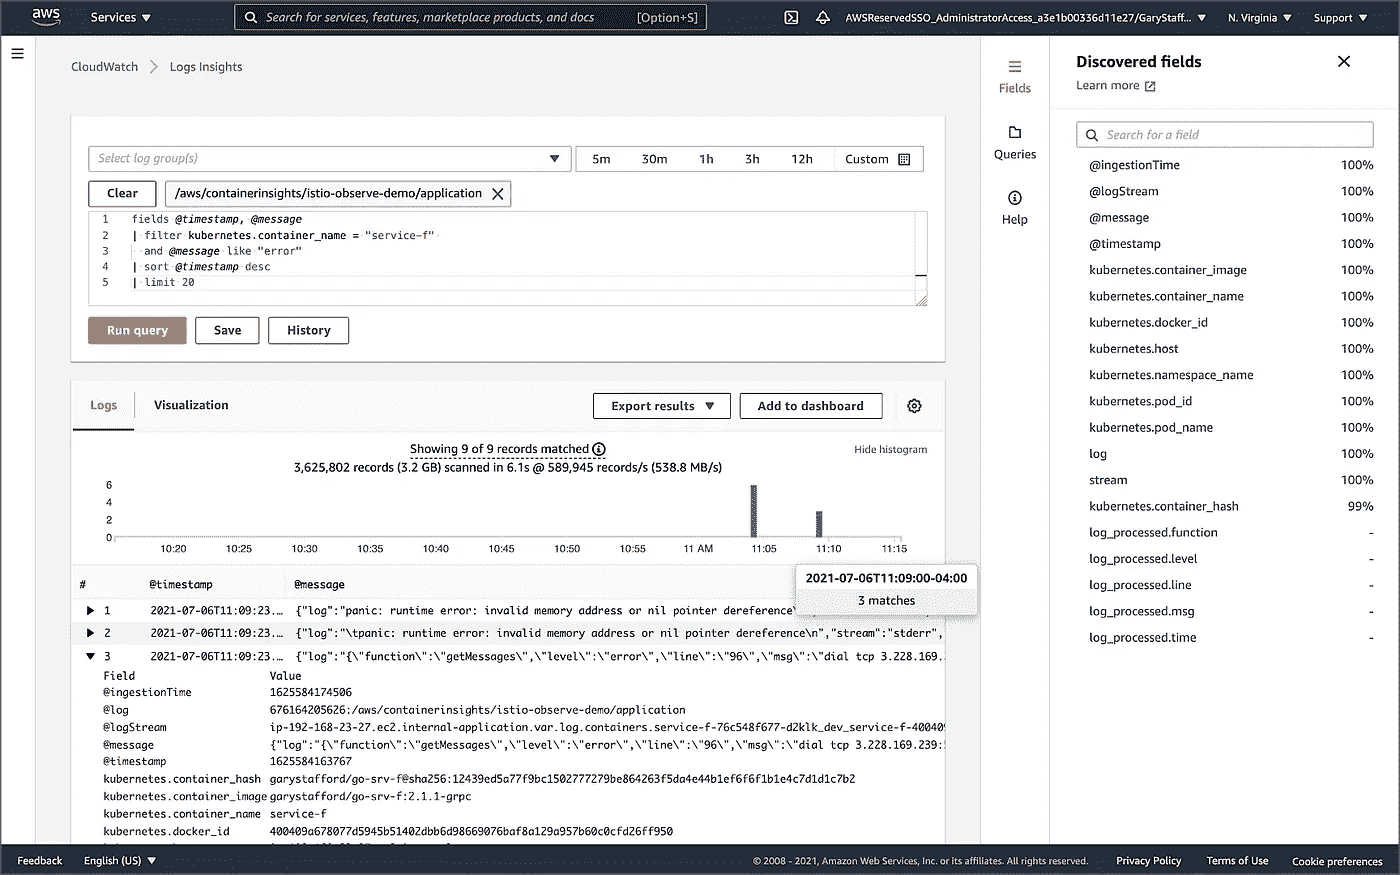 aws Services Search for services, features, marketplace products, and docs [Option+S] AWSReservedSSO_AdministratorAccess_a3e1b00336d11e27/GaryStaff... N. Virginia Support
CloudWatch Logs Insights
Select log group(s) 5m 30m 1h 3h 12h Custom
Clear /aws/containerinsights/istio-observe-demo/application
1 fields @timestamp, @message
2 | filter kubernetes.container_name = "service-f"
3 and @message like "error"
4 | sort @timestamp desc
5 | limit 20
Run query Save History
Logs Visualization Export results Add to dashboard
Showing 9 of 9 records matched
Hide histogram
3,625,802 records (3.2 GB) scanned in 6.1s @ 589,945 records/s (538.8 MB/s)
6
4
2
0
10:20 10:25 10:30 10:35 10:40 10:45 10:50 10:55 11 AM 11:05 11:10 11:15
2021-07-06T11:09:00-04:00
3 matches
# @timestamp @message
1 2021-07-06T11:09:23... {"log":"panic: runtime error: invalid memory address or nil pointer dereference\
2 2021-07-06T11:09:23... {"log":"\tpanic: runtime error: invalid memory address or nil pointer dereference\n","stream":"stderr",
3 2021-07-06T11:09:23... {"log":"{\"function\":\"getMessages\",\"level\":\"error\",\"line\":\"96\",\"msg\":\"dial tcp 3.228.169.
Field Value
@ingestionTime 1625584174506
@log 676164205626:/aws/containerinsights/istio-observe-demo/application
@logStream ip-192-168-23-27.ec2.internal-application.var.log.containers.service-f-76c548f677-d2klk_dev_service-f-400409
@message {"log":"{\"function\":\"getMessages\",\"level\":\"error\",\"line\":\"96\",\"msg\":\"dial tcp 3.228.169.239:
@timestamp 1625584163767
kubernetes.container_hash garystafford/go-srv-f@sha256:12439ed5a77f9bc1502777279be864263f5da4e44b1ef6f6f1b1e4c7d1d1c7b2
kubernetes.container_image garystafford/go-srv-f:2.1.1-grpc
kubernetes.container_name service-f
kubernetes.docker_id 400409a678077d5945b51402dbb6d98669076baf8a129a957b60c0cfd26ff950
Fields
Queries
Help
Discovered fields
Learn more
Search for a field
@ingestionTime 100%
@logStream 100%
@message 100%
@timestamp 100%
kubernetes.container_image 100%
kubernetes.container_name 100%
kubernetes.docker_id 100%
kubernetes.host 100%
kubernetes.namespace_name 100%
kubernetes.pod_id 100%
kubernetes.pod_name 100%
log 100%
stream 100%
kubernetes.container_hash 99%
log_processed.function -
log_processed.level -
log_processed.line -
log_processed.msg -
log_processed.time -
Feedback English (US) © 2008 - 2021, Amazon Web Services, Inc. or its affiliates. All rights reserved. Privacy Policy Terms of Use Cookie preferences